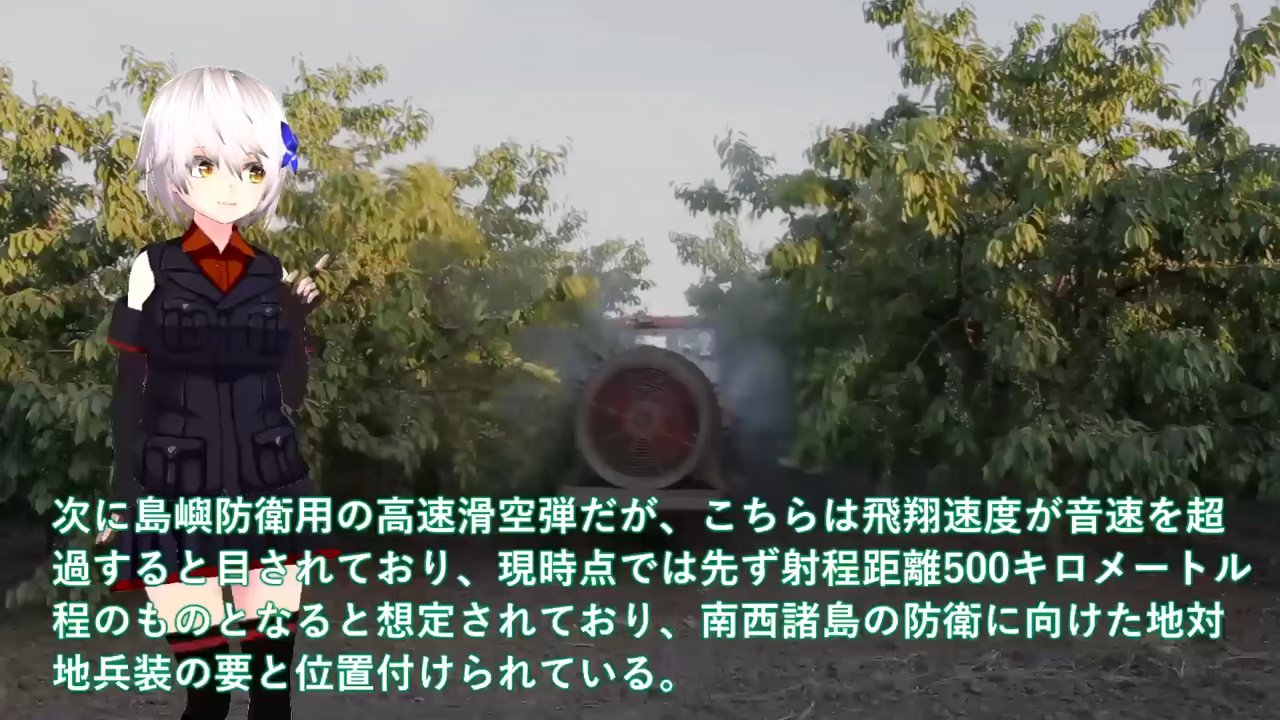 次に島嶼防衛用の高速滑空弾だが、こちらは飛翔速度が音速を超
過すると目されており、現時点では先ず射程距離500キロメートル
程のものとなると想定されており、南西諸島の防衛に向けた地対
地兵装の要と位置付けられている。